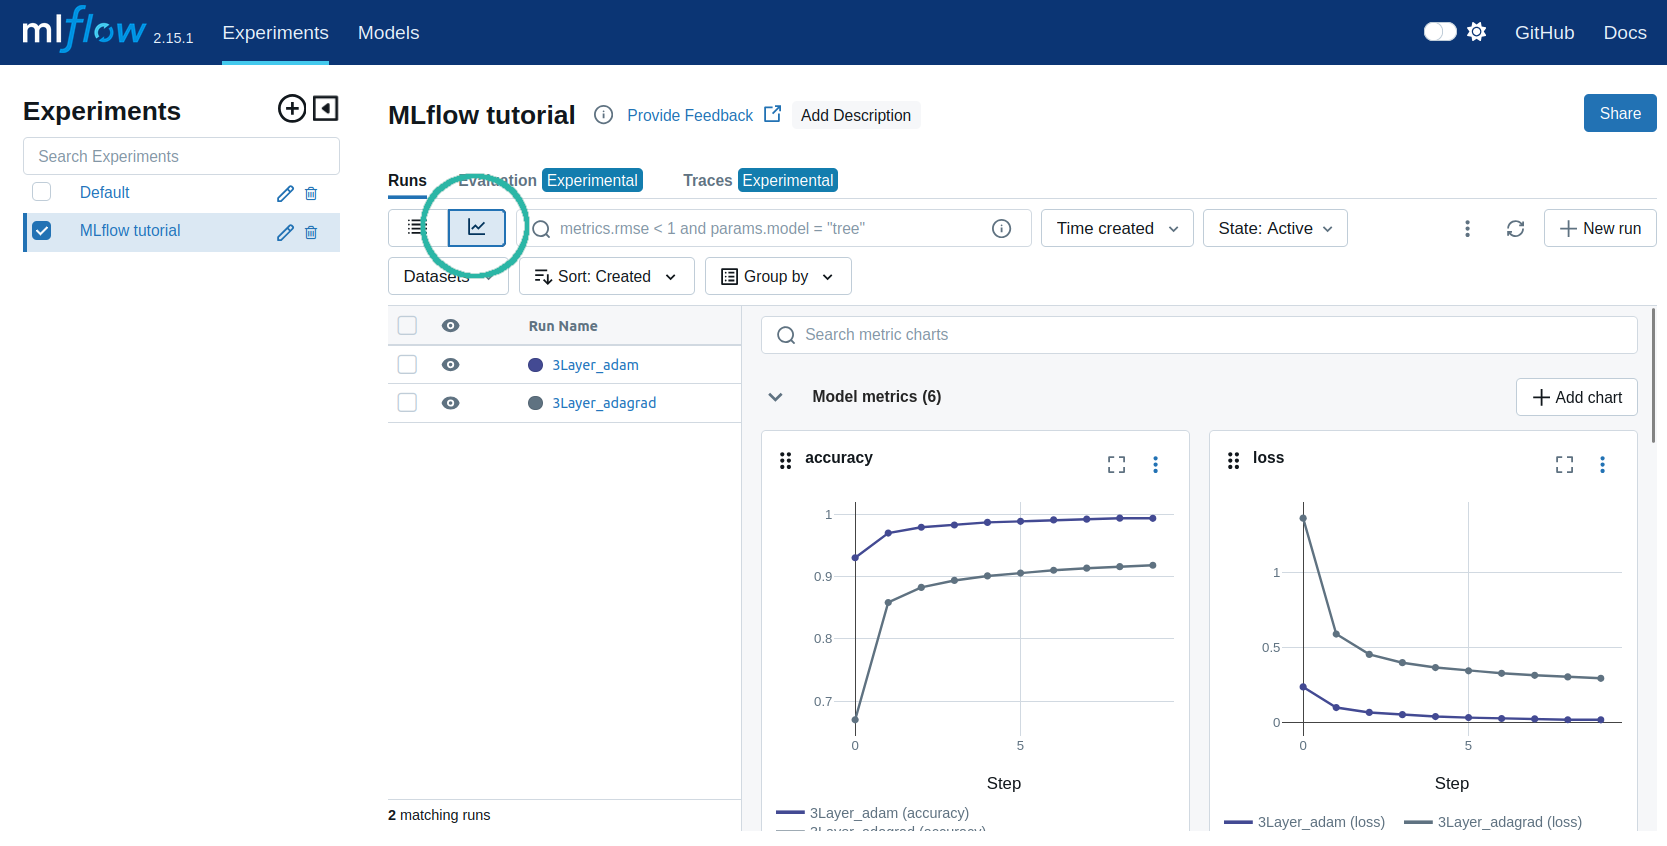 mlflow 2.15.1 Experiments Models GitHub Docs
Experiments
Search Experiments
Default
MLflow tutorial
MLflow tutorial Provide Feedback Add Description Share
Runs Evaluation Experimental Traces Experimental
metrics.rmse < 1 and params.model = "tree" Time created State: Active New run
Datasets Sort: Created Group by
Run Name
3Layer_adam
3Layer_adagrad
2 matching runs
Search metric charts
Model metrics (6) Add chart
accuracy
1
0.9
0.8
0.7
0 5
Step
3Layer_adam (accuracy)
3Layer_adagrad (accuracy)
loss
1
0.5
0
0 5
Step
3Layer_adam (loss) 3Layer_adagrad (loss)